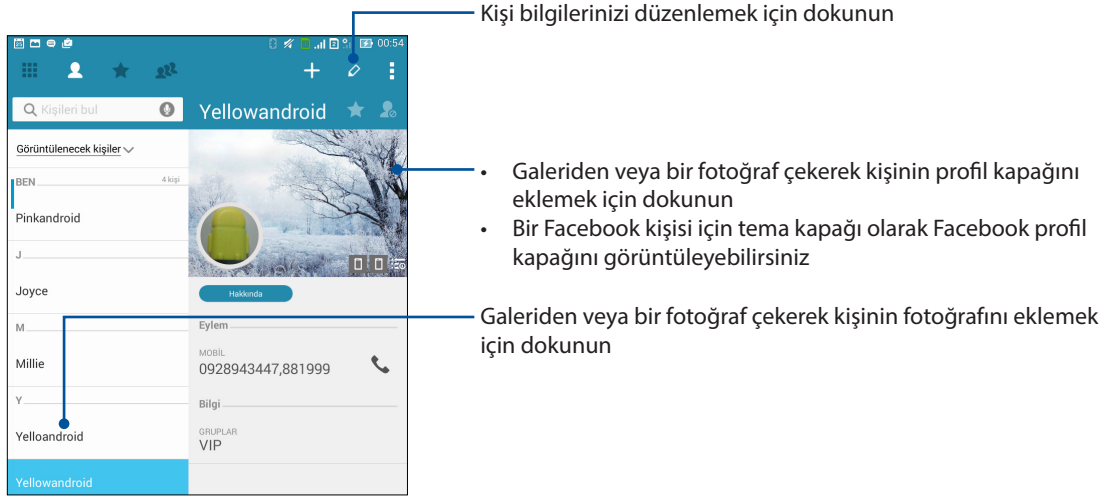 Kişi bilgilerinizi düzenlemek için dokunun
00:54
Kişileri bul
Yellowandroid
Görüntülenecek kişiler
BEN
4 kişi
Pinkandroid
J
Joyce
M
Millie
Y
Yelloandroid
Yellowandroid
Hakkında
Eylem
MOBİL
0928943447,881999
Bilgi
GRUPLAR
VIP
• Galeriden veya bir fotoğraf çekerek kişinin profil kapağını
eklemek için dokunun
• Bir Facebook kişisi için tema kapağı olarak Facebook profil
kapağını görüntüleyebilirsiniz
Galeriden veya bir fotoğraf çekerek kişinin fotoğrafını eklemek
için dokunun